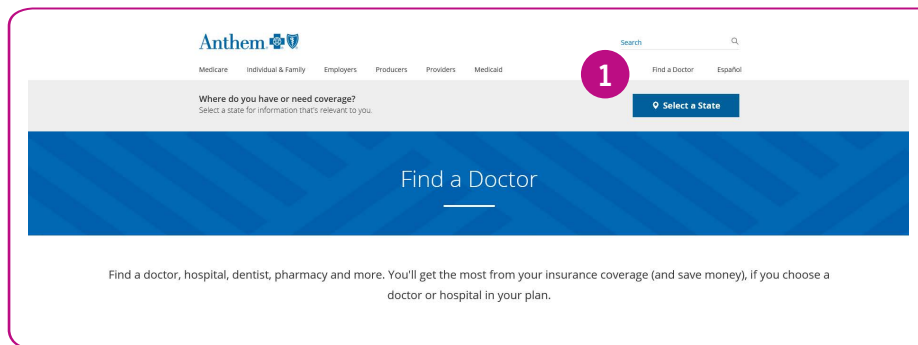 Anthem
Search
Medicare Individual & Family Employers Producers Providers Medicaid
1
Find a Doctor Español
Where do you have or need coverage?
Select a state for information that's relevant to you.
Select a State
Find a Doctor
Find a doctor, hospital, dentist, pharmacy and more. You'll get the most from your insurance coverage (and save money), if you choose a
doctor or hospital in your plan.